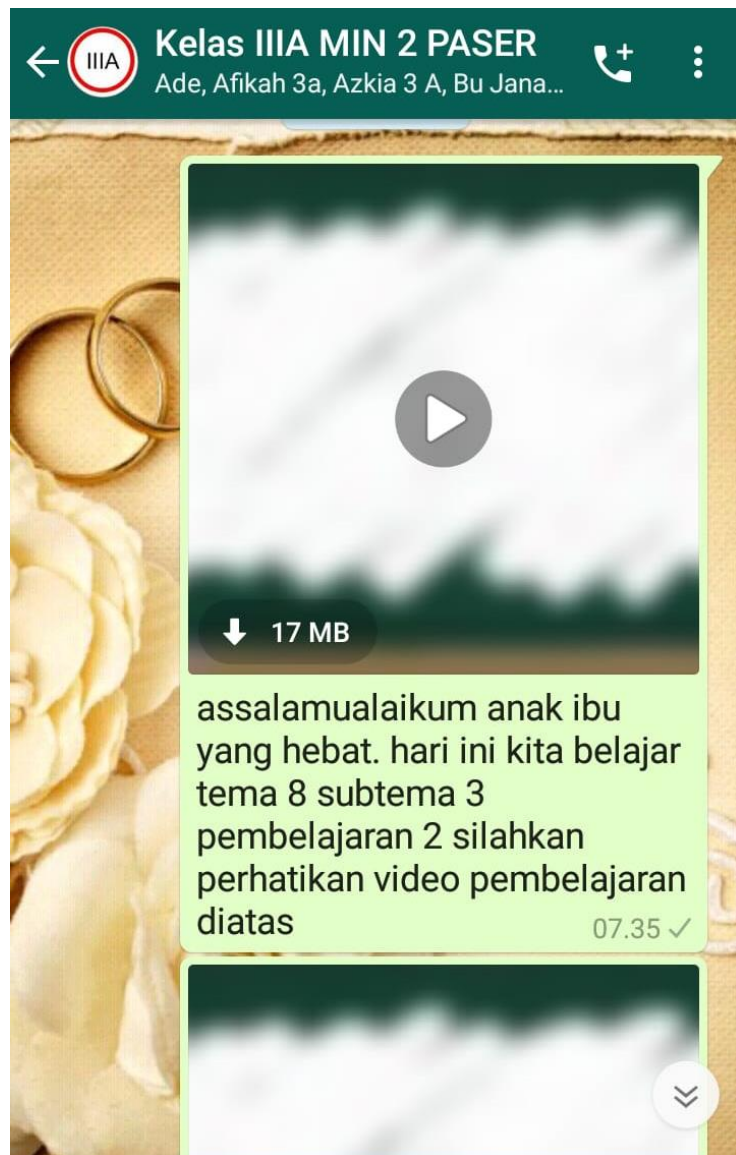 IIIA
Kelas IIIA MIN 2 PASER
Ade, Afikah 3a, Azkia 3 A, Bu Jana...
17 MB
assalamualaikum anak ibu
yang hebat. hari ini kita belajar
tema 8 subtema 3
pembelajaran 2 silahkan
perhatikan video pembelajaran
diatas
07.35